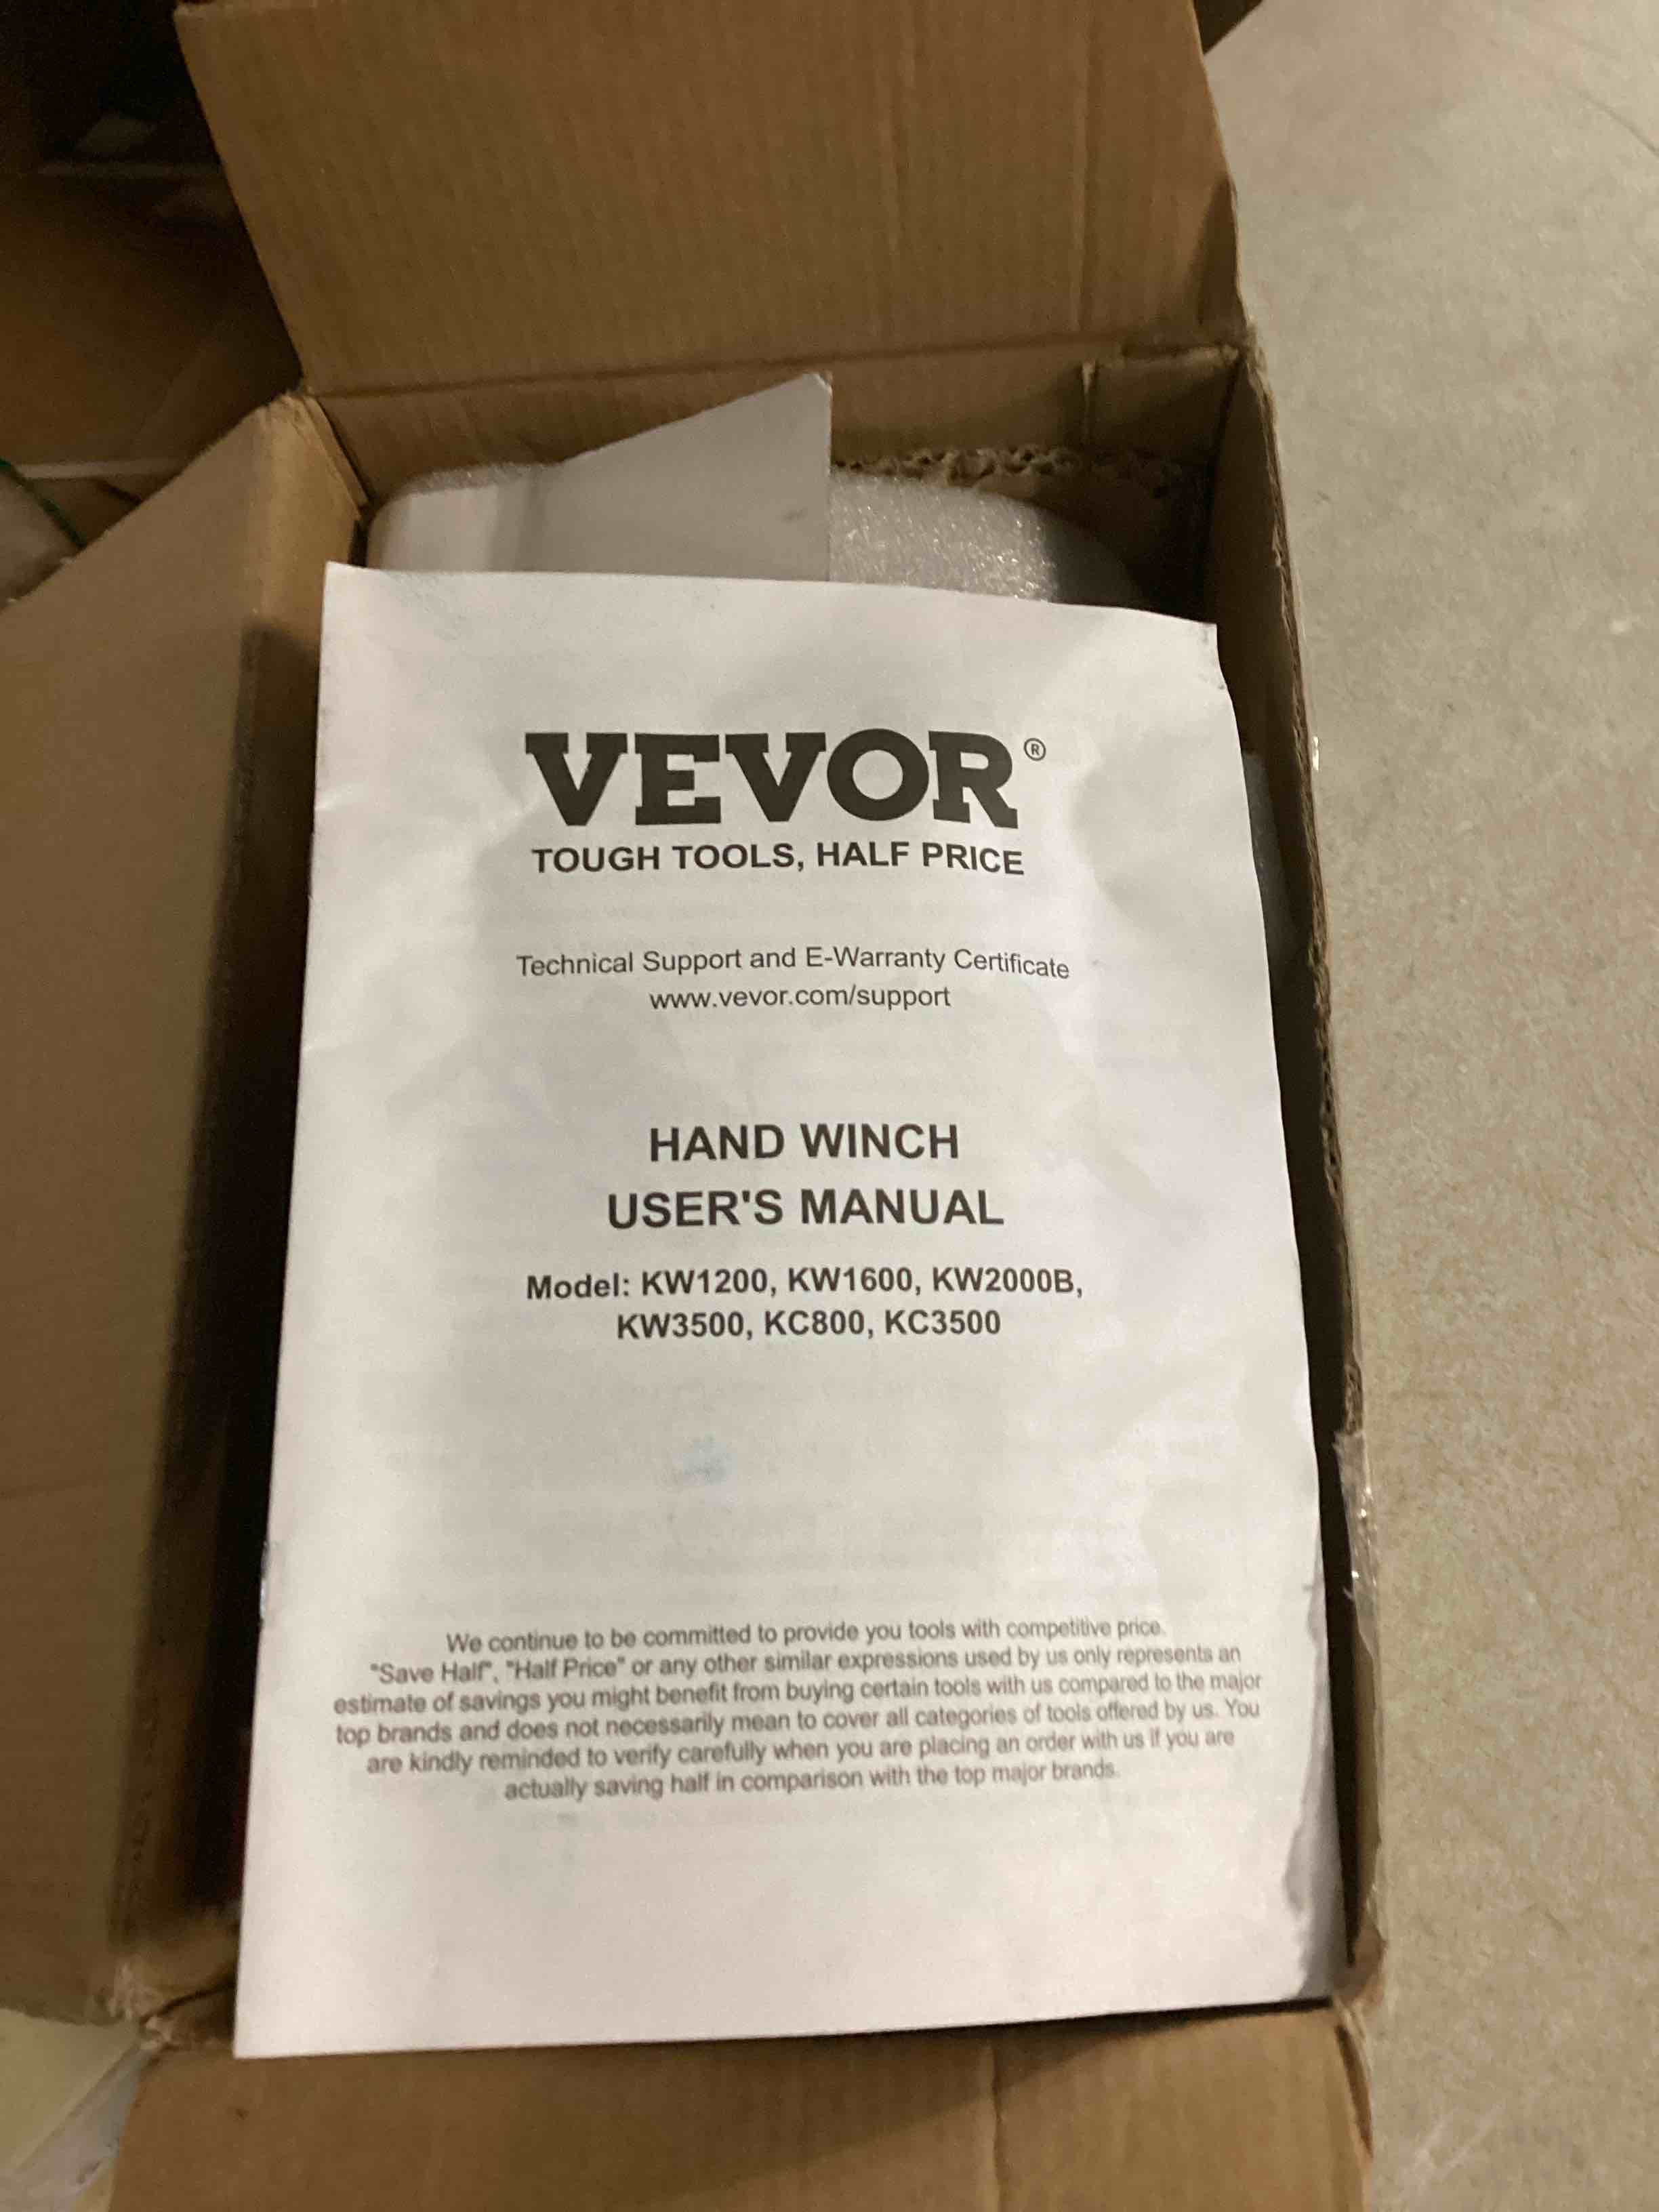 VEVOR®
TOUGH TOOLS, HALF PRICE
Technical Support and E-Warranty Certificate
www.vevor.com/support
HAND WINCH
USER'S MANUAL
Model: KW1200, KW1600, KW2000B,
KW3500, KC800, KC3500
We continue to be committed to provide you tools with competitive price.
"Save Half", "Half Price" or any other similar expressions used by us only represents an
estimate of savings you might benefit from buying certain tools with us compared to the major
top brands and does not necessarily mean to cover all categories of tools offered by us. You
are kindly reminded to verify carefully when you are placing an order with us if you are
actually saving half in comparison with the top major brands.